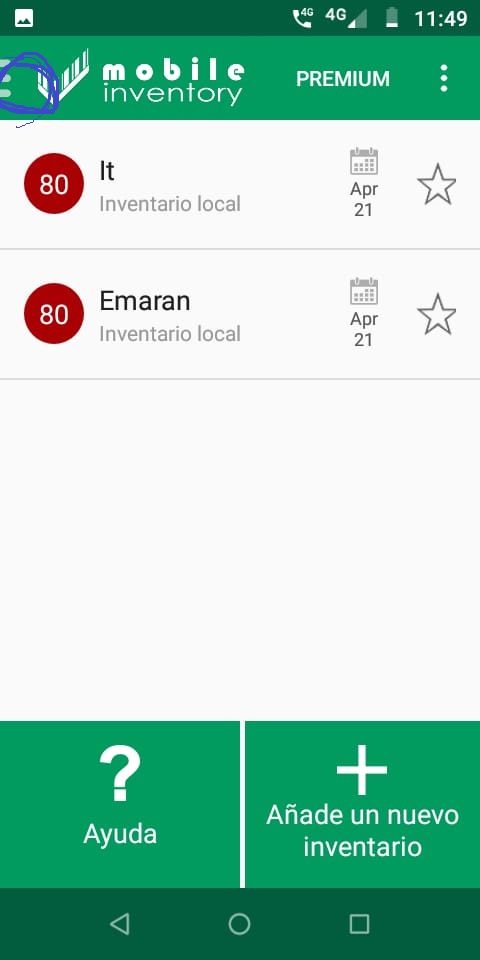 4G 4G 11:49
mobile
inventory
PREMIUM
80
It
Inventario local
Apr
21
80
Emaran
Inventario local
Apr
21
?
Ayuda
Añade un nuevo
inventario